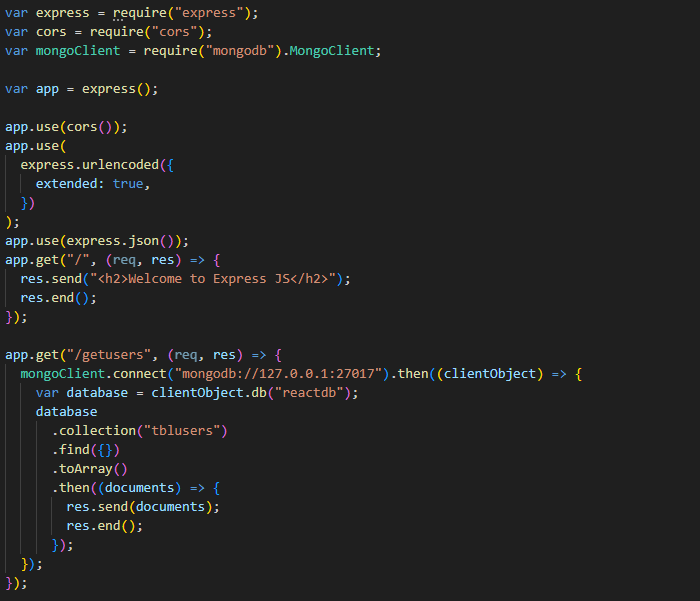 var express = require("express");
var cors = require("cors");
var mongoClient = require("mongodb").MongoClient;

var app = express();

app.use(cors());
app.use(
  express.urlencoded({
    extended: true,
  })
);
app.use(express.json());
app.get("/", (req, res) => {
  res.send("<h2>Welcome to Express JS</h2>");
  res.end();
});

app.get("/getusers", (req, res) => {
  mongoClient.connect("mongodb://127.0.0.1:27017").then((clientObject) => {
    var database = clientObject.db("reactdb");
    database
      .collection("tblusers")
      .find({})
      .toArray()
      .then((documents) => {
        res.send(documents);
        res.end();
      });
  });
});